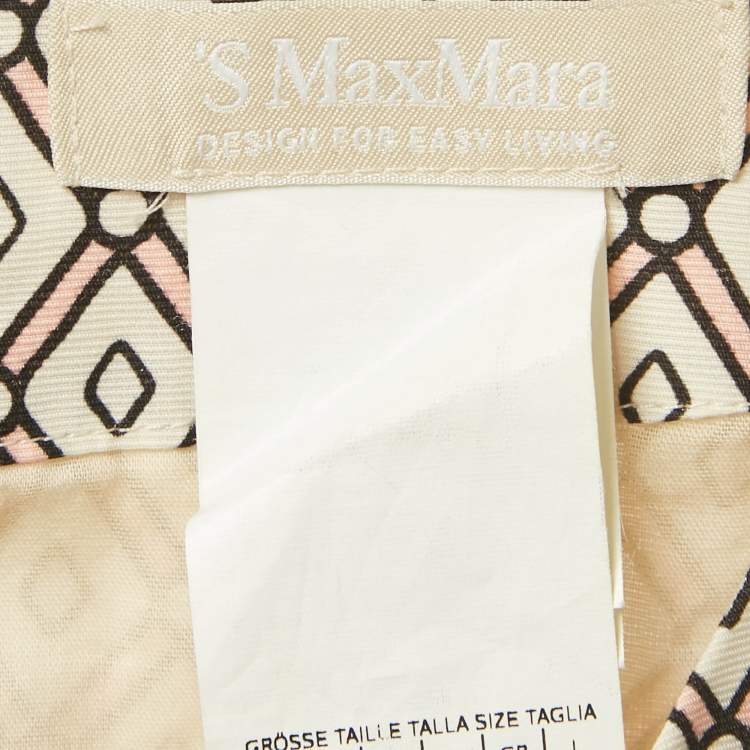 'S MaxMara
DESIGN FOR EASY LIVING
GRÖSSE TAILLE TALLA SIZE TAGLIA